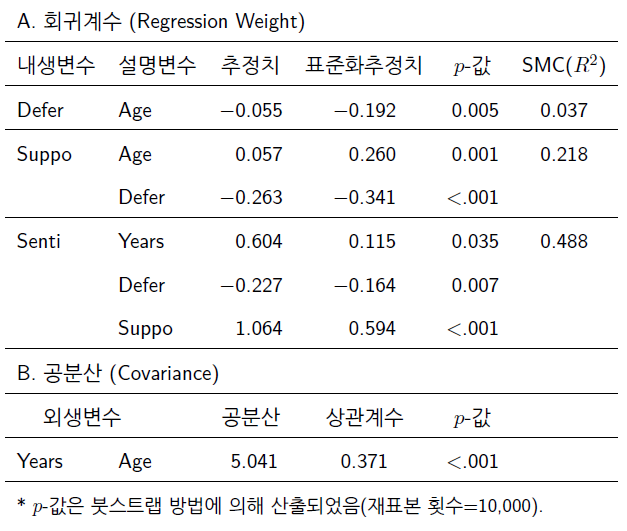 A. 회귀계수 (Regression Weight)
내생변수 설명변수 추정치 표준화추정치 p-값 SMC(R²)
Defer Age −0.055 −0.192 0.005 0.037
Suppo Age 0.057 0.260 0.001 0.218
Defer −0.263 −0.341 <.001
Senti Years 0.604 0.115 0.035 0.488
Defer −0.227 −0.164 0.007
Suppo 1.064 0.594 <.001
B. 공분산 (Covariance)
외생변수 공분산 상관계수 p-값
Years Age 5.041 0.371 <.001
* p-값은 붓스트랩 방법에 의해 산출되었음(재표본 횟수=10,000).